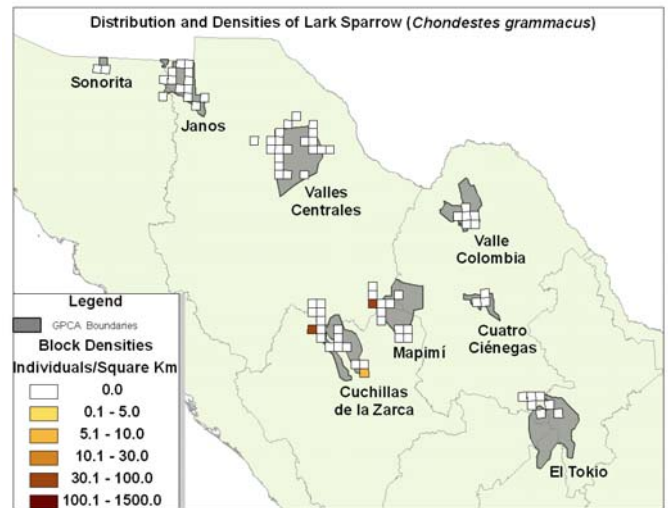 Distribution and Densities of Lark Sparrow (Chondestes grammacus)
Sonorita
Janos
Valles
Centrales
Valle
Colombia
Cuatro
Ciénegas
Mapimí
Cuchillas
de la Zarca
El Tokio
Legend
GPCA Boundaries
Block Densities
Individuals/Square Km
0.0
0.1 - 5.0
5.1 - 10.0
10.1 - 30.0
30.1 - 100.0
100.1 - 1500.0